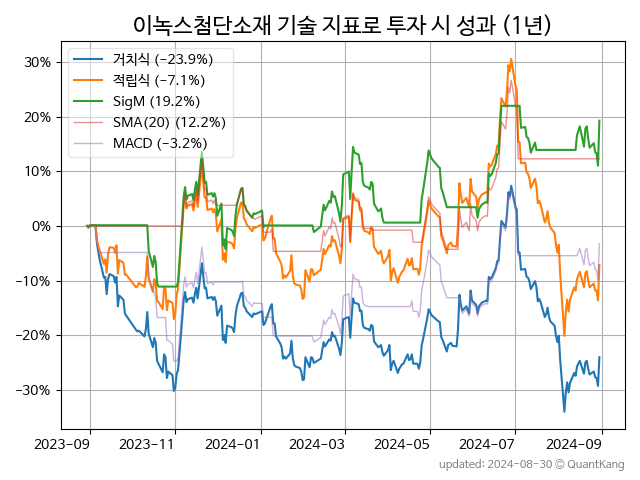 이녹스첨단소재 기술 지표로 투자 시 성과 (1년)
거치식 (−23.9%)
적립식 (−7.1%)
SigM (19.2%)
SMA(20) (12.2%)
MACD (−3.2%)
30%
20%
10%
0%
−10%
−20%
−30%
2023-09 2023-11 2024-01 2024-03 2024-05 2024-07 2024-09
updated: 2024-08-30 © QuantKang